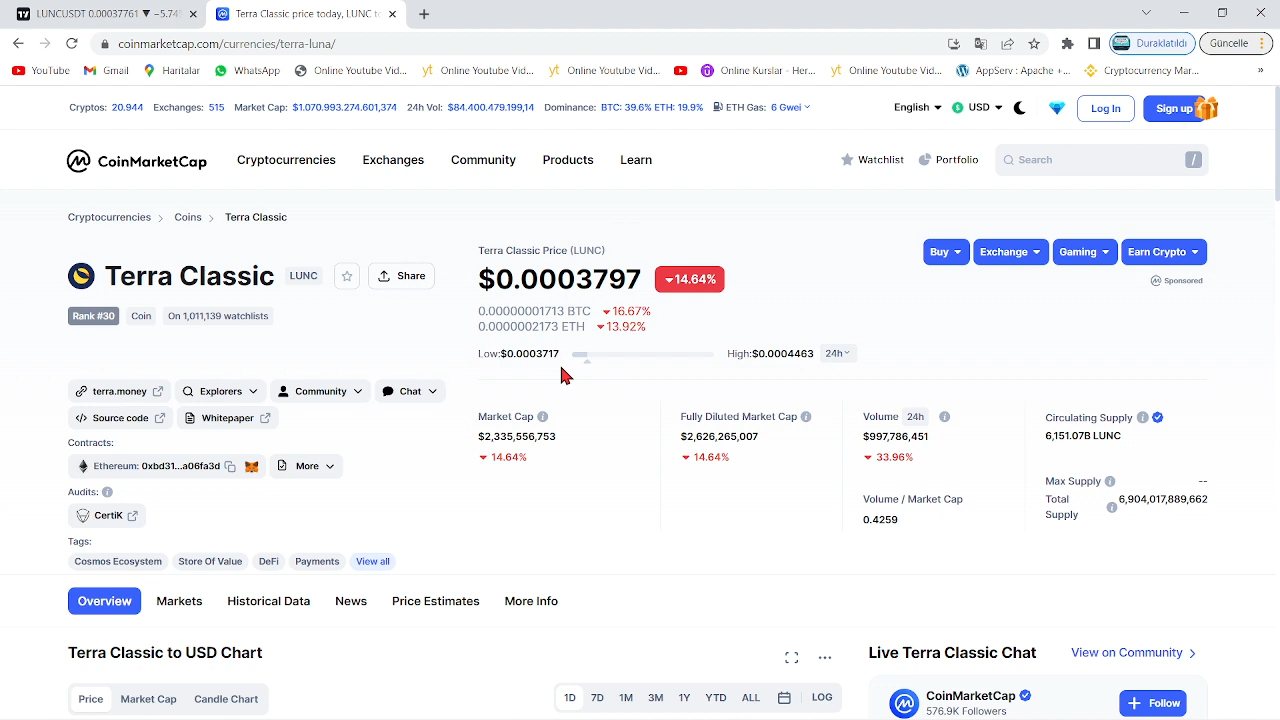 LUNCUSDT 0.00037761 ▼ −5.74%
Terra Classic price today, LUNC to
coinmarketcap.com/currencies/terra-luna/
Duraklatıldı
Güncelle
YouTube
Gmail
Haritalar
WhatsApp
Online Youtube Vid...
Online Youtube Vid...
Online Youtube Vid...
Online Kurslar - Her...
Online Youtube Vid...
AppServ : Apache +...
Cryptocurrency Mar...
»
Cryptos: 20.944 Exchanges: 515 Market Cap: $1.070.993.274.601,374 24h Vol: $84.400.479.199,14 Dominance: BTC: 39.6% ETH: 19.9% ETH Gas: 6 Gwei
English USD Log In Sign up
CoinMarketCap Cryptocurrencies Exchanges Community Products Learn Watchlist Portfolio Search /
Cryptocurrencies > Coins > Terra Classic
Terra Classic LUNC Share
Rank #30 Coin On 1,011,139 watchlists
terra.money Explorers Community Chat
Source code Whitepaper
Contracts:
Ethereum: 0xbd31...a06fa3d More
Audits:
CertiK
Tags:
Cosmos Ecosystem Store Of Value DeFi Payments View all
Terra Classic Price (LUNC)
$0.0003797 14.64%
0.00000001713 BTC 16.67%
0.0000002173 ETH 13.92%
Low:$0.0003717 High:$0.0004463 24h
Buy Exchange Gaming Earn Crypto
Sponsored
Market Cap
$2,335,556,753
14.64%
Fully Diluted Market Cap
$2,626,265,007
14.64%
Volume 24h
$997,786,451
33.96%
Volume / Market Cap
0.4259
Circulating Supply
6,151.07B LUNC
Max Supply --
Total Supply 6,904,017,889,662
Overview Markets Historical Data News Price Estimates More Info
Terra Classic to USD Chart
Price Market Cap Candle Chart
1D 7D 1M 3M 1Y YTD ALL LOG
Live Terra Classic Chat View on Community >
CoinMarketCap
576.9K Followers
+ Follow